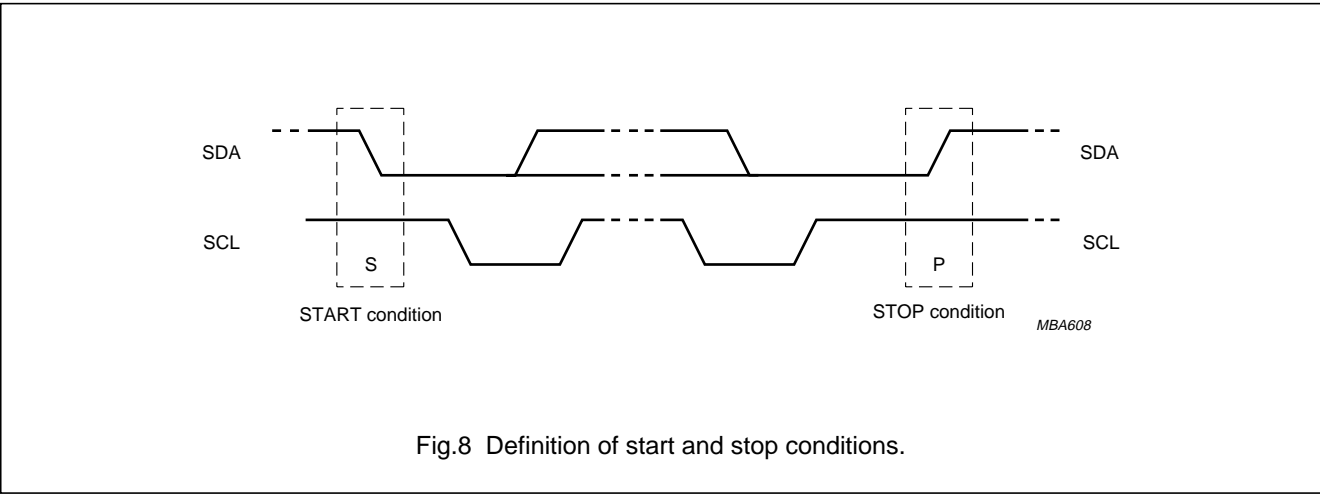 SDA
SDA
SCL
SCL
S
P
START condition
STOP condition
MBA608
Fig.8 Definition of start and stop conditions.